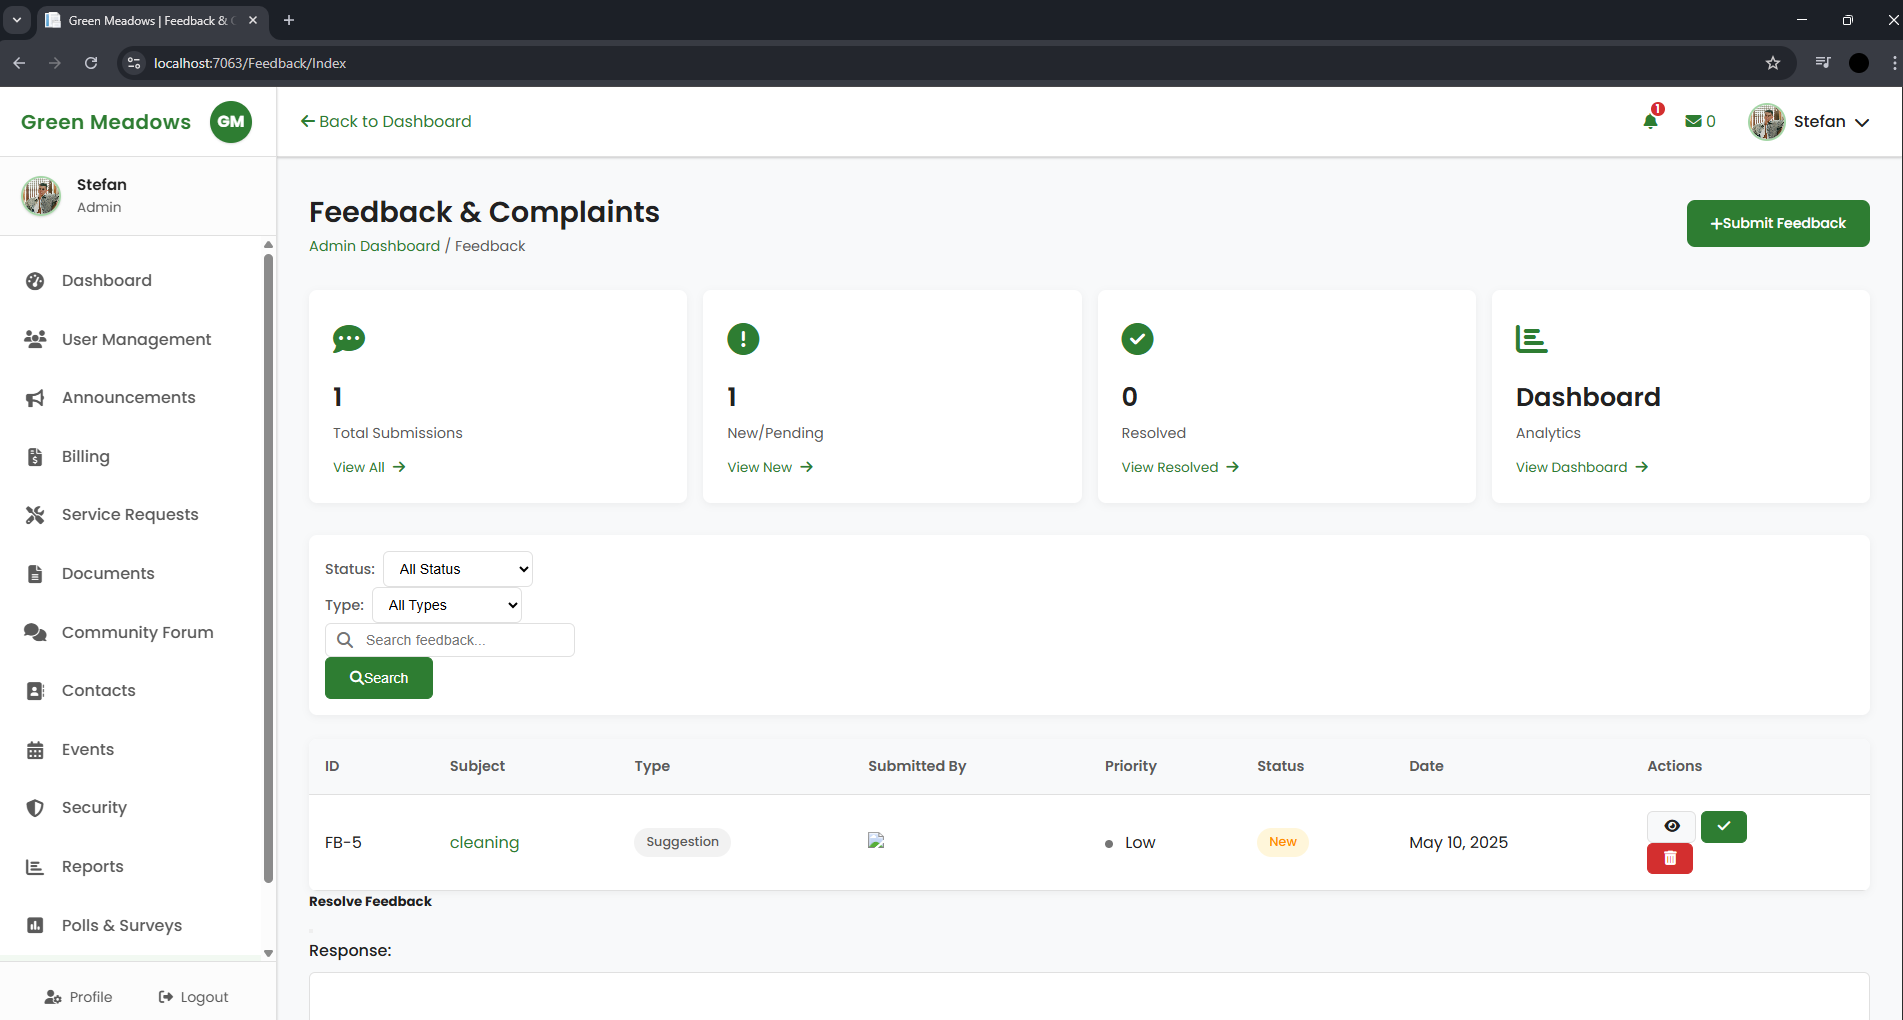 Green Meadows | Feedback & C
localhost:7063/Feedback/Index
Green Meadows GM
Back to Dashboard
1
0
Stefan
Stefan
Admin
Dashboard
User Management
Announcements
Billing
Service Requests
Documents
Community Forum
Contacts
Events
Security
Reports
Polls & Surveys
Profile Logout
Feedback & Complaints
Admin Dashboard / Feedback
+Submit Feedback
1
Total Submissions
View All
1
New/Pending
View New
0
Resolved
View Resolved
Dashboard
Analytics
View Dashboard
Status: All Status
Type: All Types
Search feedback...
Search
ID Subject Type Submitted By Priority Status Date Actions
FB-5 cleaning Suggestion Low New May 10, 2025
Resolve Feedback
Response: